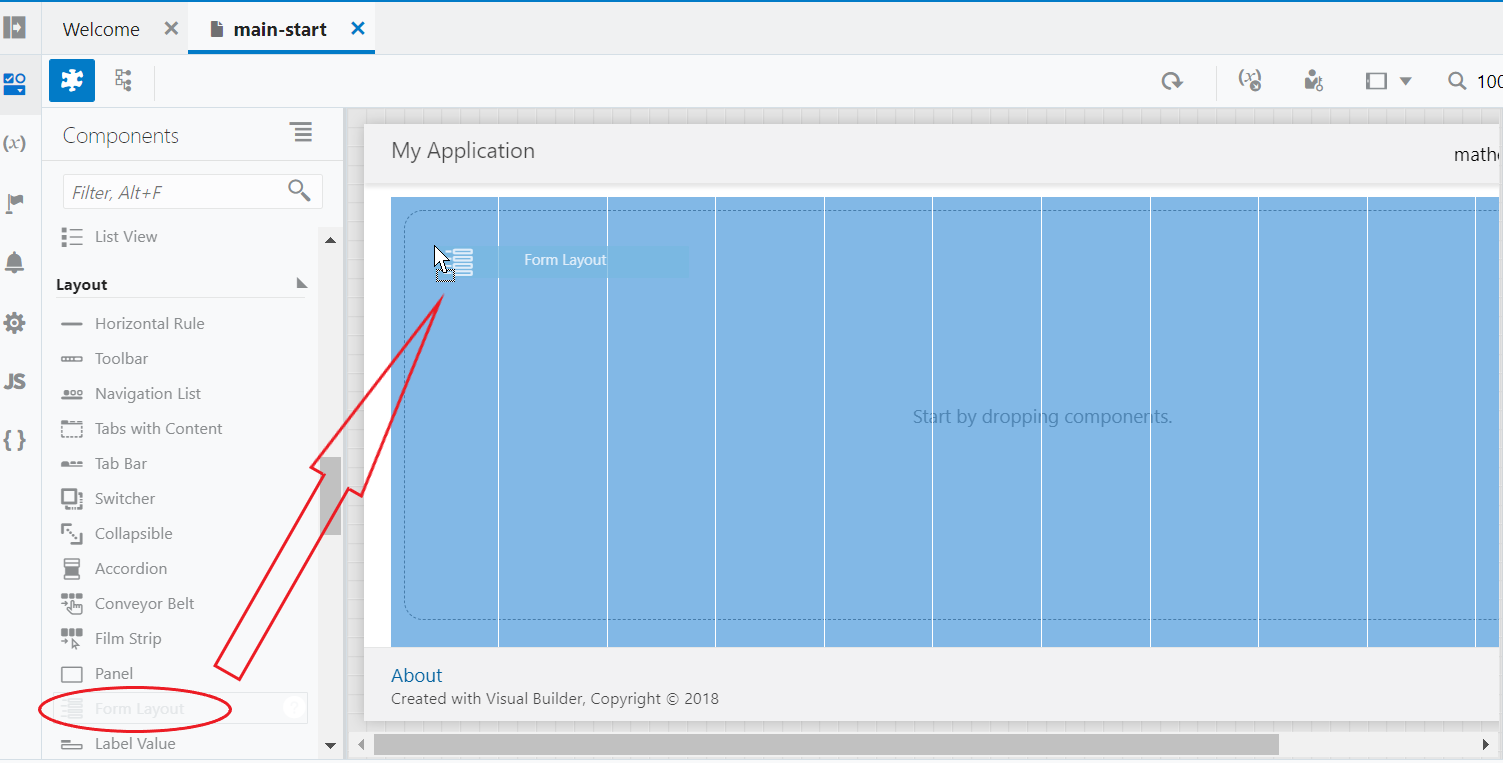 Welcome
main-start
100
(x)
JS
{ }
Components
Filter, Alt+F
List View
Layout
Horizontal Rule
Toolbar
Navigation List
Tabs with Content
Tab Bar
Switcher
Collapsible
Accordion
Conveyor Belt
Film Strip
Panel
Form Layout
Label Value
My Application
Form Layout
Start by dropping components.
About
Created with Visual Builder, Copyright © 2018